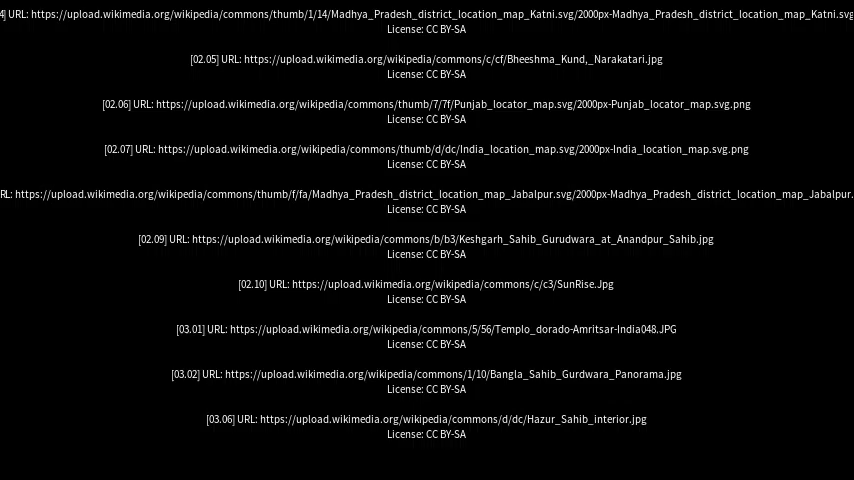 4] URL: https://upload.wikimedia.org/wikipedia/commons/thumb/1/14/Madhya_Pradesh_district_location_map_Katni.svg/2000px-Madhya_Pradesh_district_location_map_Katni.svg
License: CC BY-SA
[02.05] URL: https://upload.wikimedia.org/wikipedia/commons/c/cf/Bheeshma_Kund,_Narakatari.jpg
License: CC BY-SA
[02.06] URL: https://upload.wikimedia.org/wikipedia/commons/thumb/7/7f/Punjab_locator_map.svg/2000px-Punjab_locator_map.svg.png
License: CC BY-SA
[02.07] URL: https://upload.wikimedia.org/wikipedia/commons/thumb/d/dc/India_location_map.svg/2000px-India_location_map.svg.png
License: CC BY-SA
RL: https://upload.wikimedia.org/wikipedia/commons/thumb/f/fa/Madhya_Pradesh_district_location_map_Jabalpur.svg/2000px-Madhya_Pradesh_district_location_map_Jabalpur.
License: CC BY-SA
[02.09] URL: https://upload.wikimedia.org/wikipedia/commons/b/b3/Keshgarh_Sahib_Gurudwara_at_Anandpur_Sahib.jpg
License: CC BY-SA
[02.10] URL: https://upload.wikimedia.org/wikipedia/commons/c/c3/SunRise.Jpg
License: CC BY-SA
[03.01] URL: https://upload.wikimedia.org/wikipedia/commons/5/56/Templo_dorado-Amritsar-India048.JPG
License: CC BY-SA
[03.02] URL: https://upload.wikimedia.org/wikipedia/commons/1/10/Bangla_Sahib_Gurdwara_Panorama.jpg
License: CC BY-SA
[03.06] URL: https://upload.wikimedia.org/wikipedia/commons/d/dc/Hazur_Sahib_interior.jpg
License: CC BY-SA